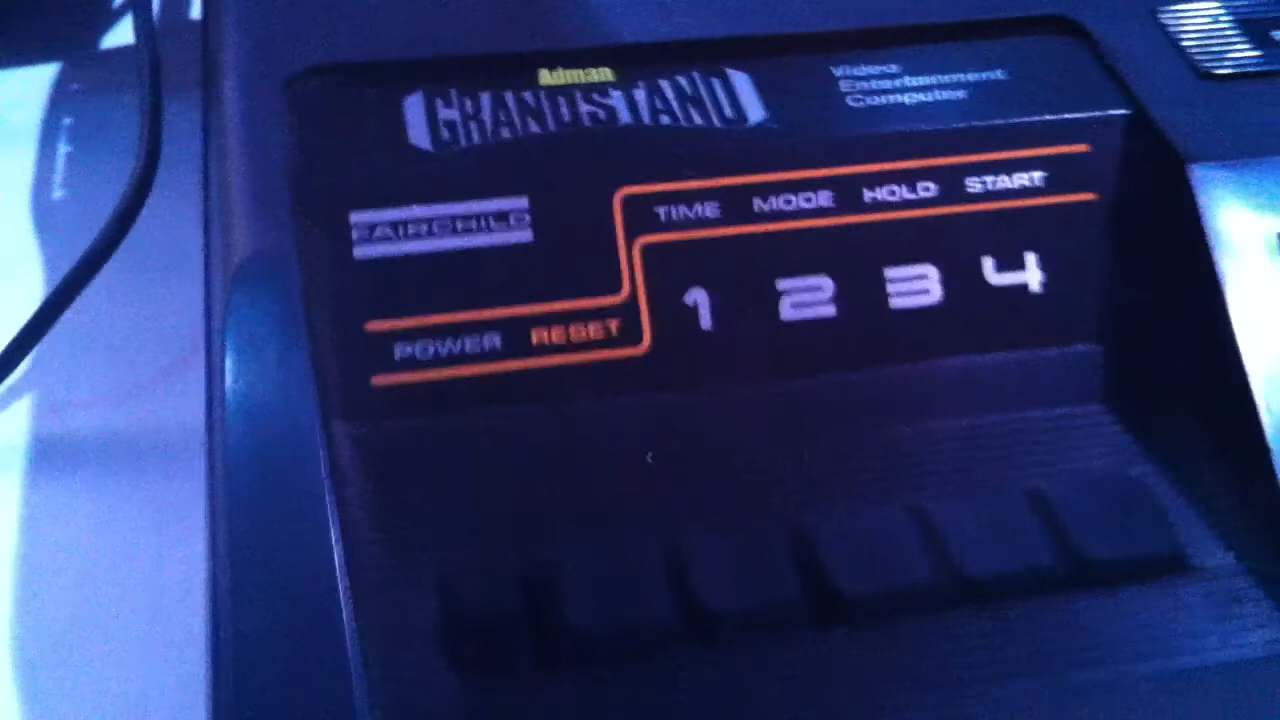 Adman
GRANDSTAND
Video
Entertainment
Computer
FAIRCHILD
TIME MODE HOLD START
1 2 3 4
POWER RESET